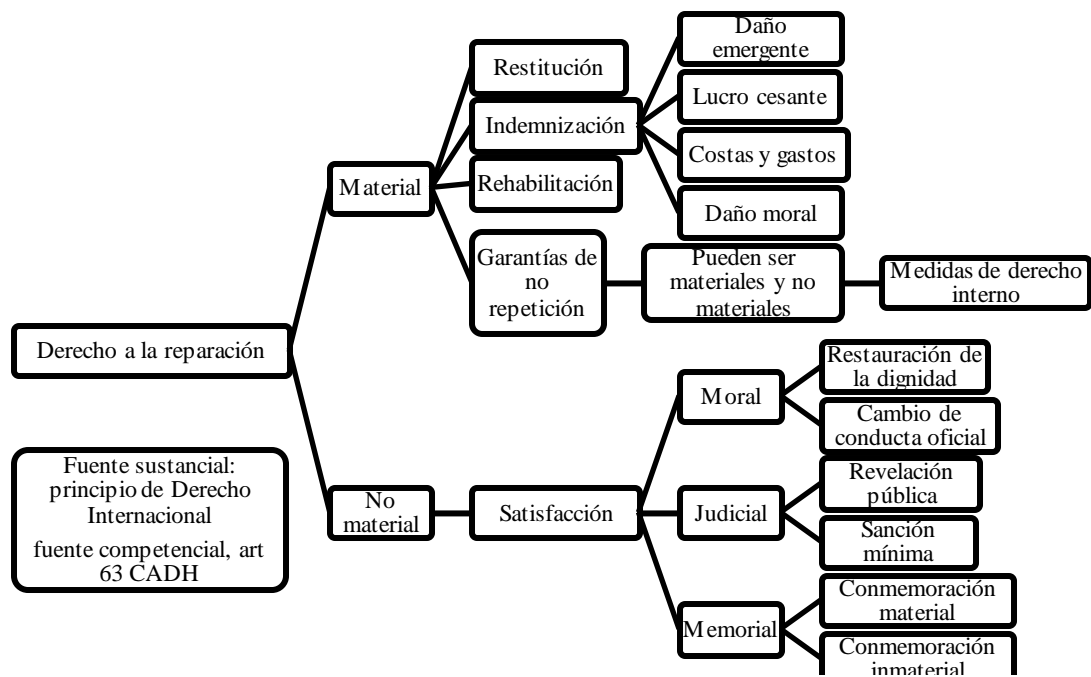 Derecho a la reparación
Fuente sustancial:
principio de Derecho
Internacional
fuente competencial, art
63 CADH
Material
Restitución
Indemnización
Daño
emergente
Lucro cesante
Costas y gastos
Daño moral
Rehabilitación
Garantías de
no
repetición
Pueden ser
materiales y no
materiales
Medidas de derecho
interno
No
material
Satisfacción
Moral
Restauración de
la dignidad
Cambio de
conducta oficial
Judicial
Revelación
pública
Sanción
mínima
Memorial
Conmemoración
material
Conmemoración
inmaterial